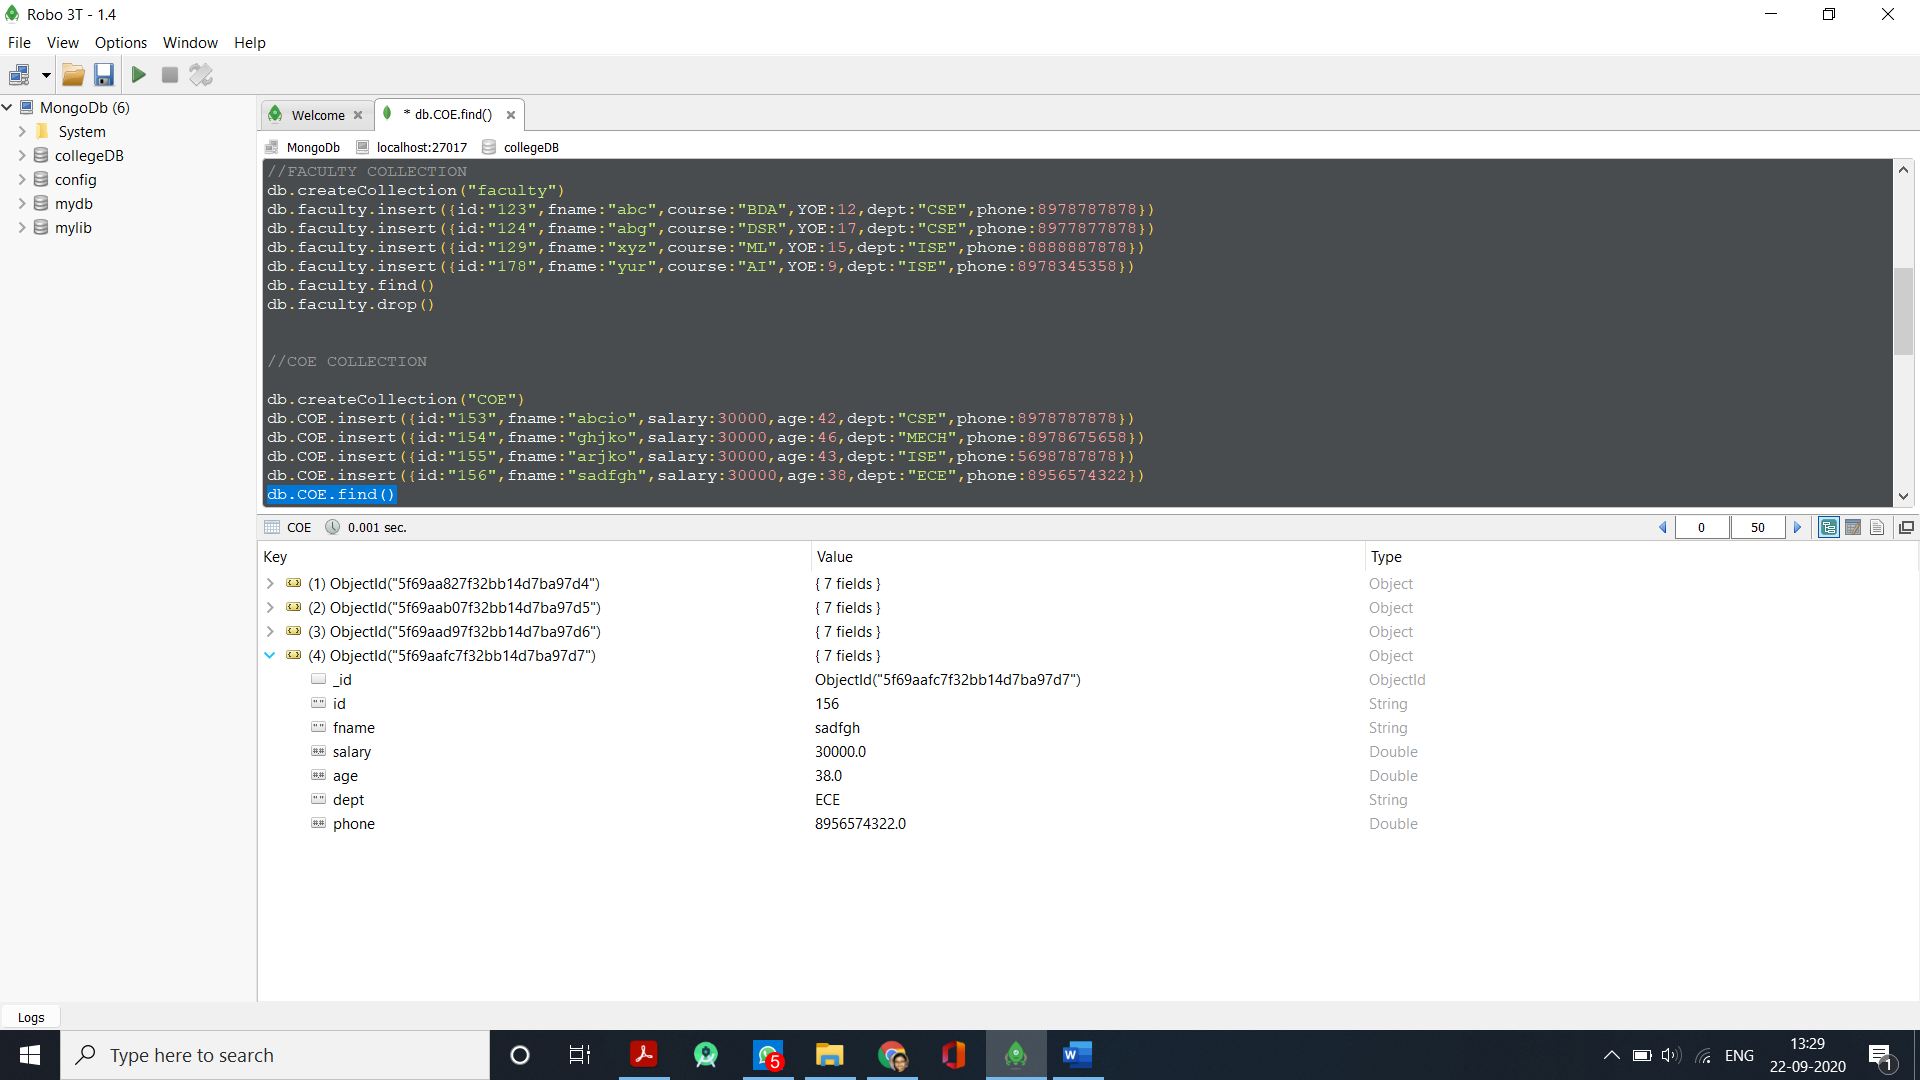 Robo 3T - 1.4
File View Options Window Help
MongoDb (6)
System
collegeDB
config
mydb
mylib
Welcome
* db.COE.find()
MongoDb localhost:27017 collegeDB
//FACULTY COLLECTION
db.createCollection("faculty")
db.faculty.insert({id:"123",fname:"abc",course:"BDA",YOE:12,dept:"CSE",phone:8978787878})
db.faculty.insert({id:"124",fname:"abg",course:"DSR",YOE:17,dept:"CSE",phone:8977877878})
db.faculty.insert({id:"129",fname:"xyz",course:"ML",YOE:15,dept:"ISE",phone:8888887878})
db.faculty.insert({id:"178",fname:"yur",course:"AI",YOE:9,dept:"ISE",phone:8978345358})
db.faculty.find()
db.faculty.drop()
//COE COLLECTION
db.createCollection("COE")
db.COE.insert({id:"153",fname:"abcio",salary:30000,age:42,dept:"CSE",phone:8978787878})
db.COE.insert({id:"154",fname:"ghjko",salary:30000,age:46,dept:"MECH",phone:8978675658})
db.COE.insert({id:"155",fname:"arjko",salary:30000,age:43,dept:"ISE",phone:5698787878})
db.COE.insert({id:"156",fname:"sadfgh",salary:30000,age:38,dept:"ECE",phone:8956574322})
db.COE.find()
COE 0.001 sec. 0 50
Key Value Type
(1) ObjectId("5f69aa827f32bb14d7ba97d4") { 7 fields } Object
(2) ObjectId("5f69aab07f32bb14d7ba97d5") { 7 fields } Object
(3) ObjectId("5f69aad97f32bb14d7ba97d6") { 7 fields } Object
(4) ObjectId("5f69aafc7f32bb14d7ba97d7") { 7 fields } Object
_id ObjectId("5f69aafc7f32bb14d7ba97d7") ObjectId
id 156 String
fname sadfgh String
salary 30000.0 Double
age 38.0 Double
dept ECE String
phone 8956574322.0 Double
Logs
Type here to search
5
ENG
13:29
22-09-2020
1